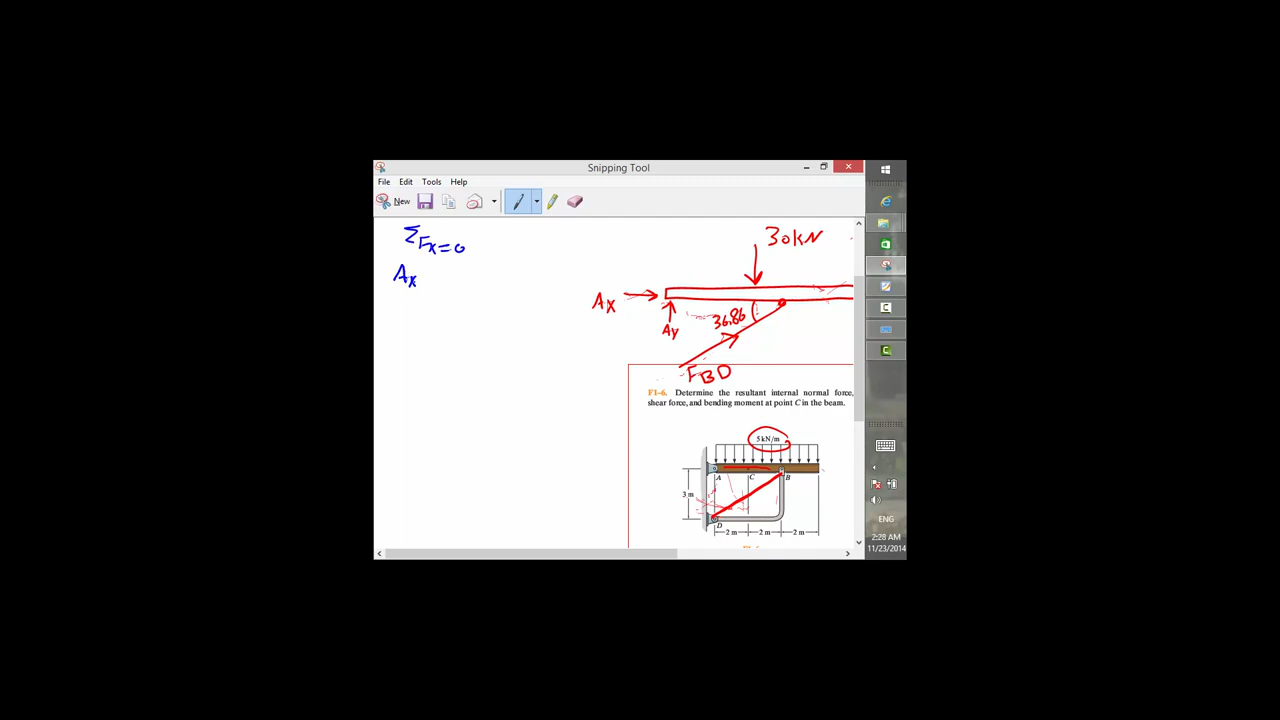 Snipping Tool
File Edit Tools Help
New
ΣFx=0
Ax
30kN
Ax
Ay
36.86
FBD
F1–6. Determine the resultant internal normal force,
shear force, and bending moment at point C in the beam.
5 kN/m
A
C
B
3 m
D
2 m
2 m
2 m
ENG
2:28 AM
11/23/2014